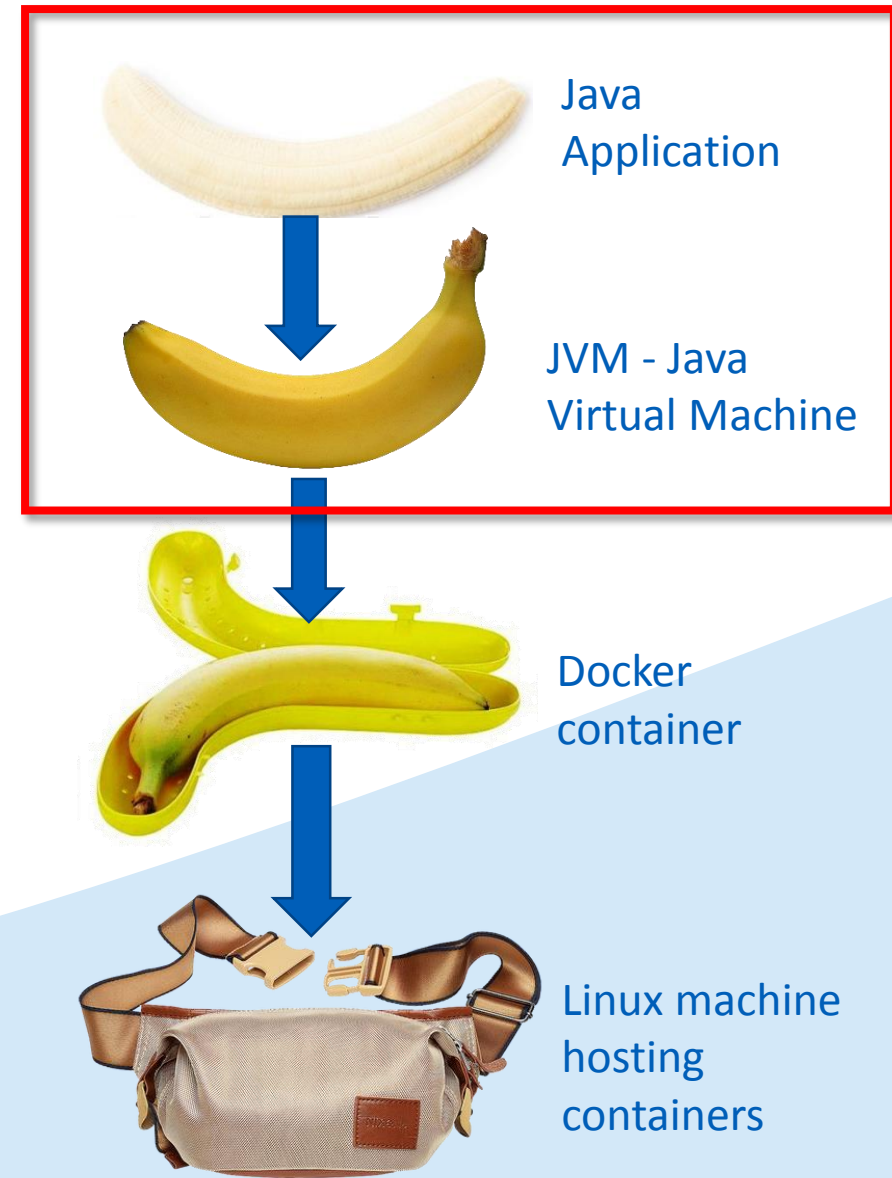 Java
Application
JVM - Java
Virtual Machine
Docker
container
Linux machine
hosting
containers